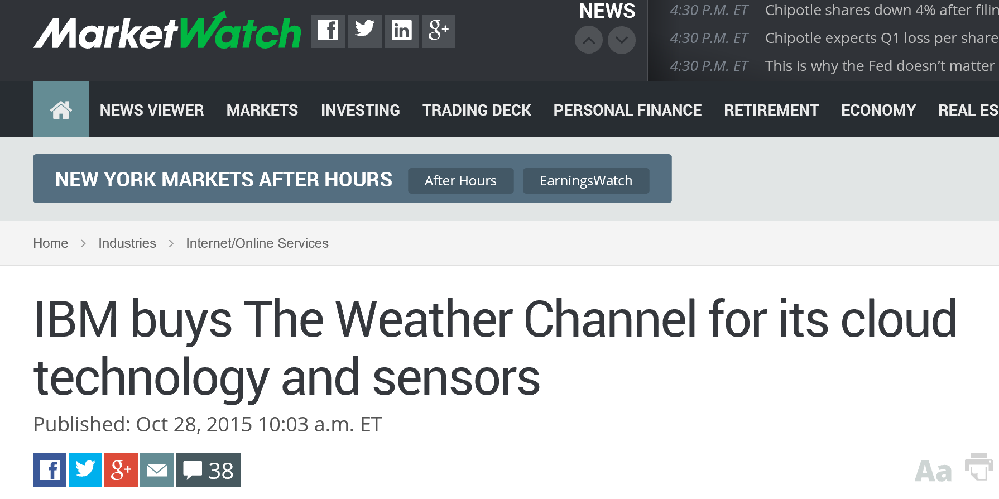 MarketWatch
NEWS
4:30 P.M. ET Chipotle shares down 4% after filin
4:30 P.M. ET Chipotle expects Q1 loss per share
4:30 P.M. ET This is why the Fed doesn’t matter
NEWS VIEWER MARKETS INVESTING TRADING DECK PERSONAL FINANCE RETIREMENT ECONOMY REAL ES
NEW YORK MARKETS AFTER HOURS After Hours EarningsWatch
Home > Industries > Internet/Online Services
IBM buys The Weather Channel for its cloud
technology and sensors
Published: Oct 28, 2015 10:03 a.m. ET
38
Aa